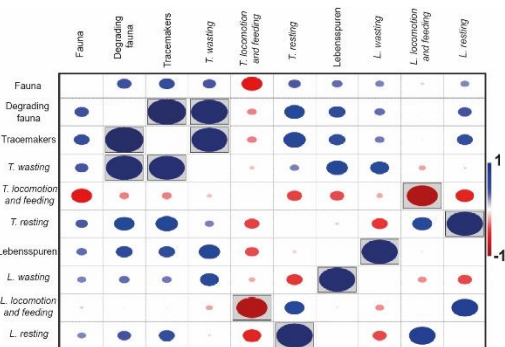 Fauna
Degrading
fauna
Tracemakers
T. wasting
T. locomotion
and feeding
T. resting
Lebensspuren
L. wasting
L. locomotion
and feeding
L. resting
Fauna
Degrading
fauna
Tracemakers
T. wasting
T. locomotion
and feeding
T. resting
Lebensspuren
L. wasting
L. locomotion
and feeding
L. resting
1
-1